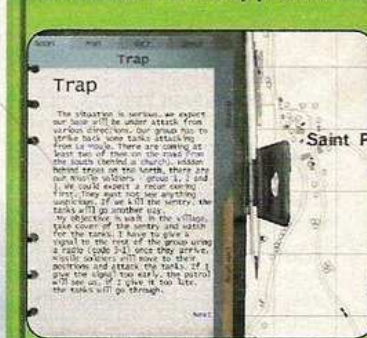 Trap
Trap
The situation is serious. We expect
our base will be under attack from
various directions. Our group has to
strike back some tanks attacking
from La Moule. There are coming at
least two of them on the road from
the south (behind a church). Hidden
behind trees on the north, there are
our missile soldiers - group 1, 2 and
3. We could expect a recon coming
first. They must not see anything
suspicious. If we kill the sentry, the
tanks will go another way.
My objective is wait in the village,
take cover of the sentry and watch
for the tanks. I have to give a
signal to the rest of the group using
a radio (code 5-1) once they arrive.
Missile soldiers will move to their
positions and attack the tanks. If I
give the signal too early, the patrol
will see us, if I give it too late,
the tanks will go through.
Next
Saint P